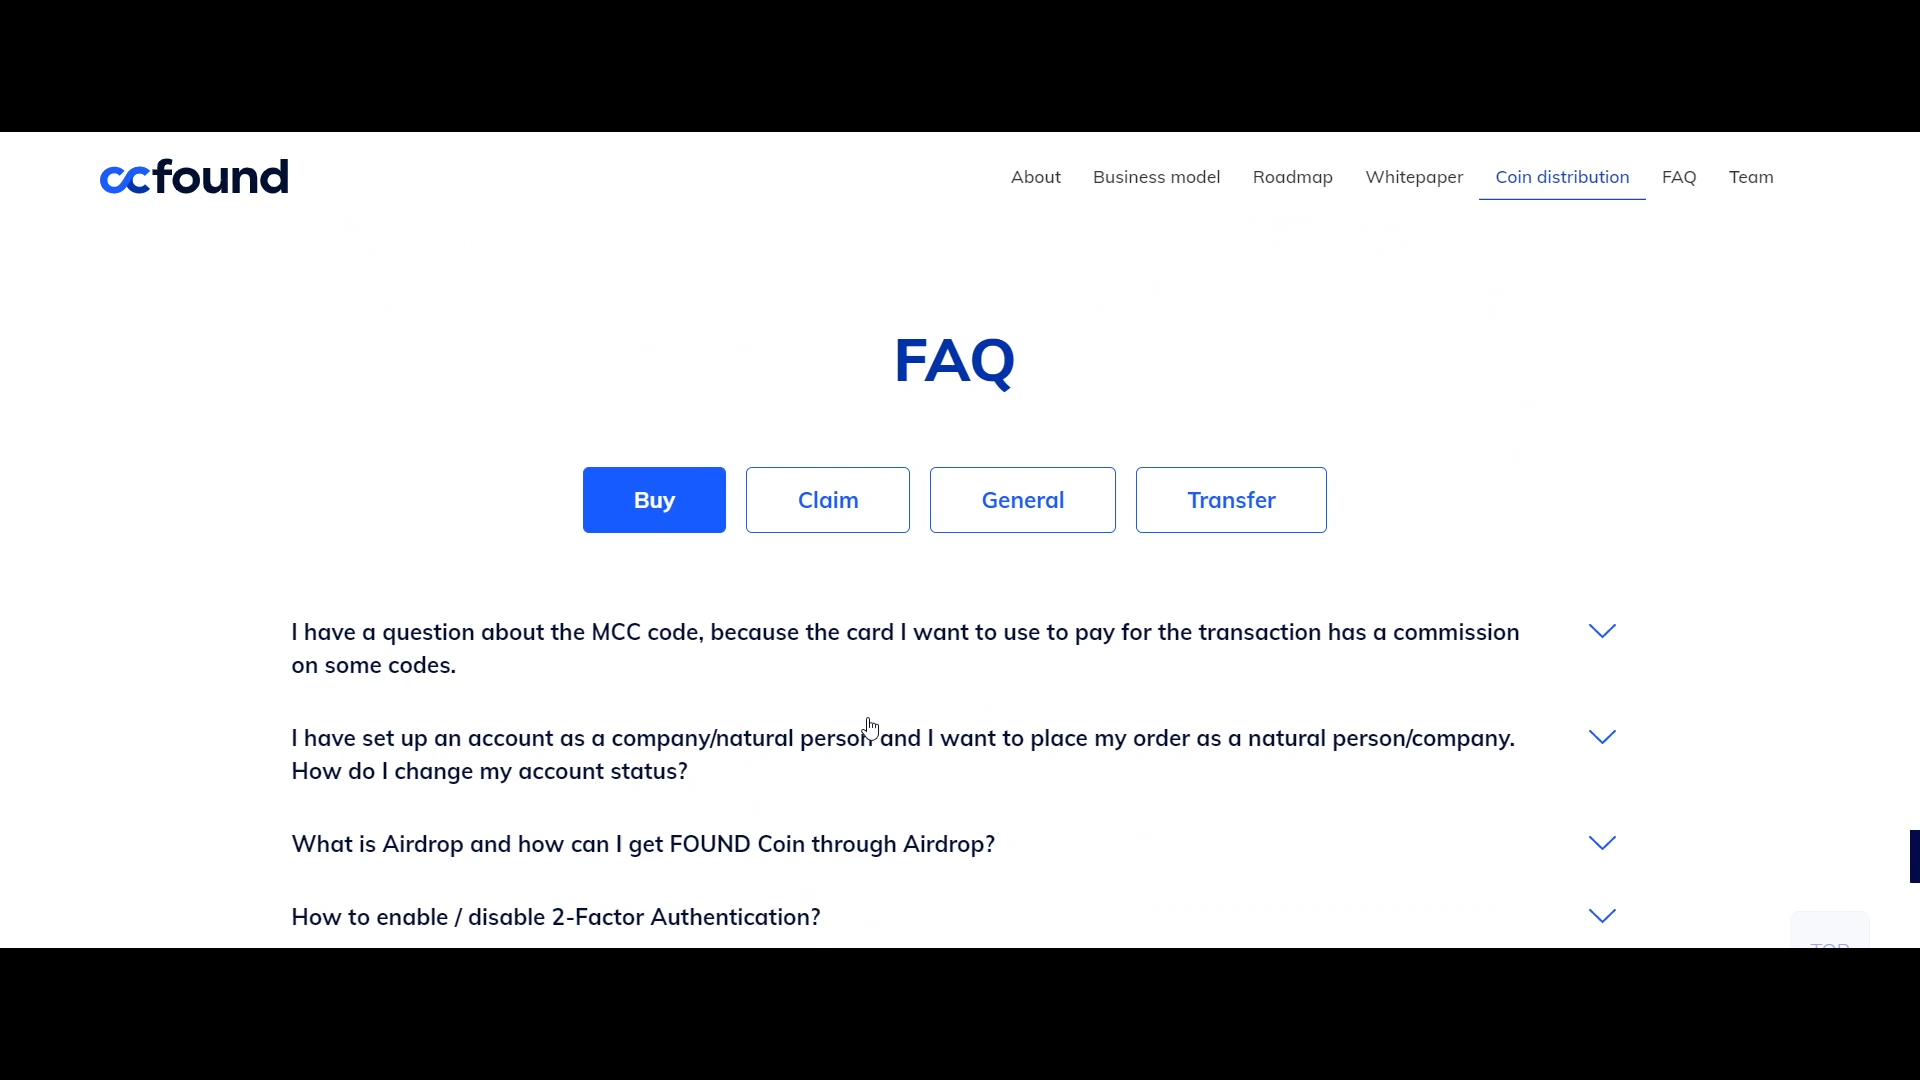 ccfound
About Business model Roadmap Whitepaper Coin distribution FAQ Team
FAQ
Buy Claim General Transfer
I have a question about the MCC code, because the card I want to use to pay for the transaction has a commission
on some codes.
I have set up an account as a company/natural person and I want to place my order as a natural person/company.
How do I change my account status?
What is Airdrop and how can I get FOUND Coin through Airdrop?
How to enable / disable 2-Factor Authentication?
TOP